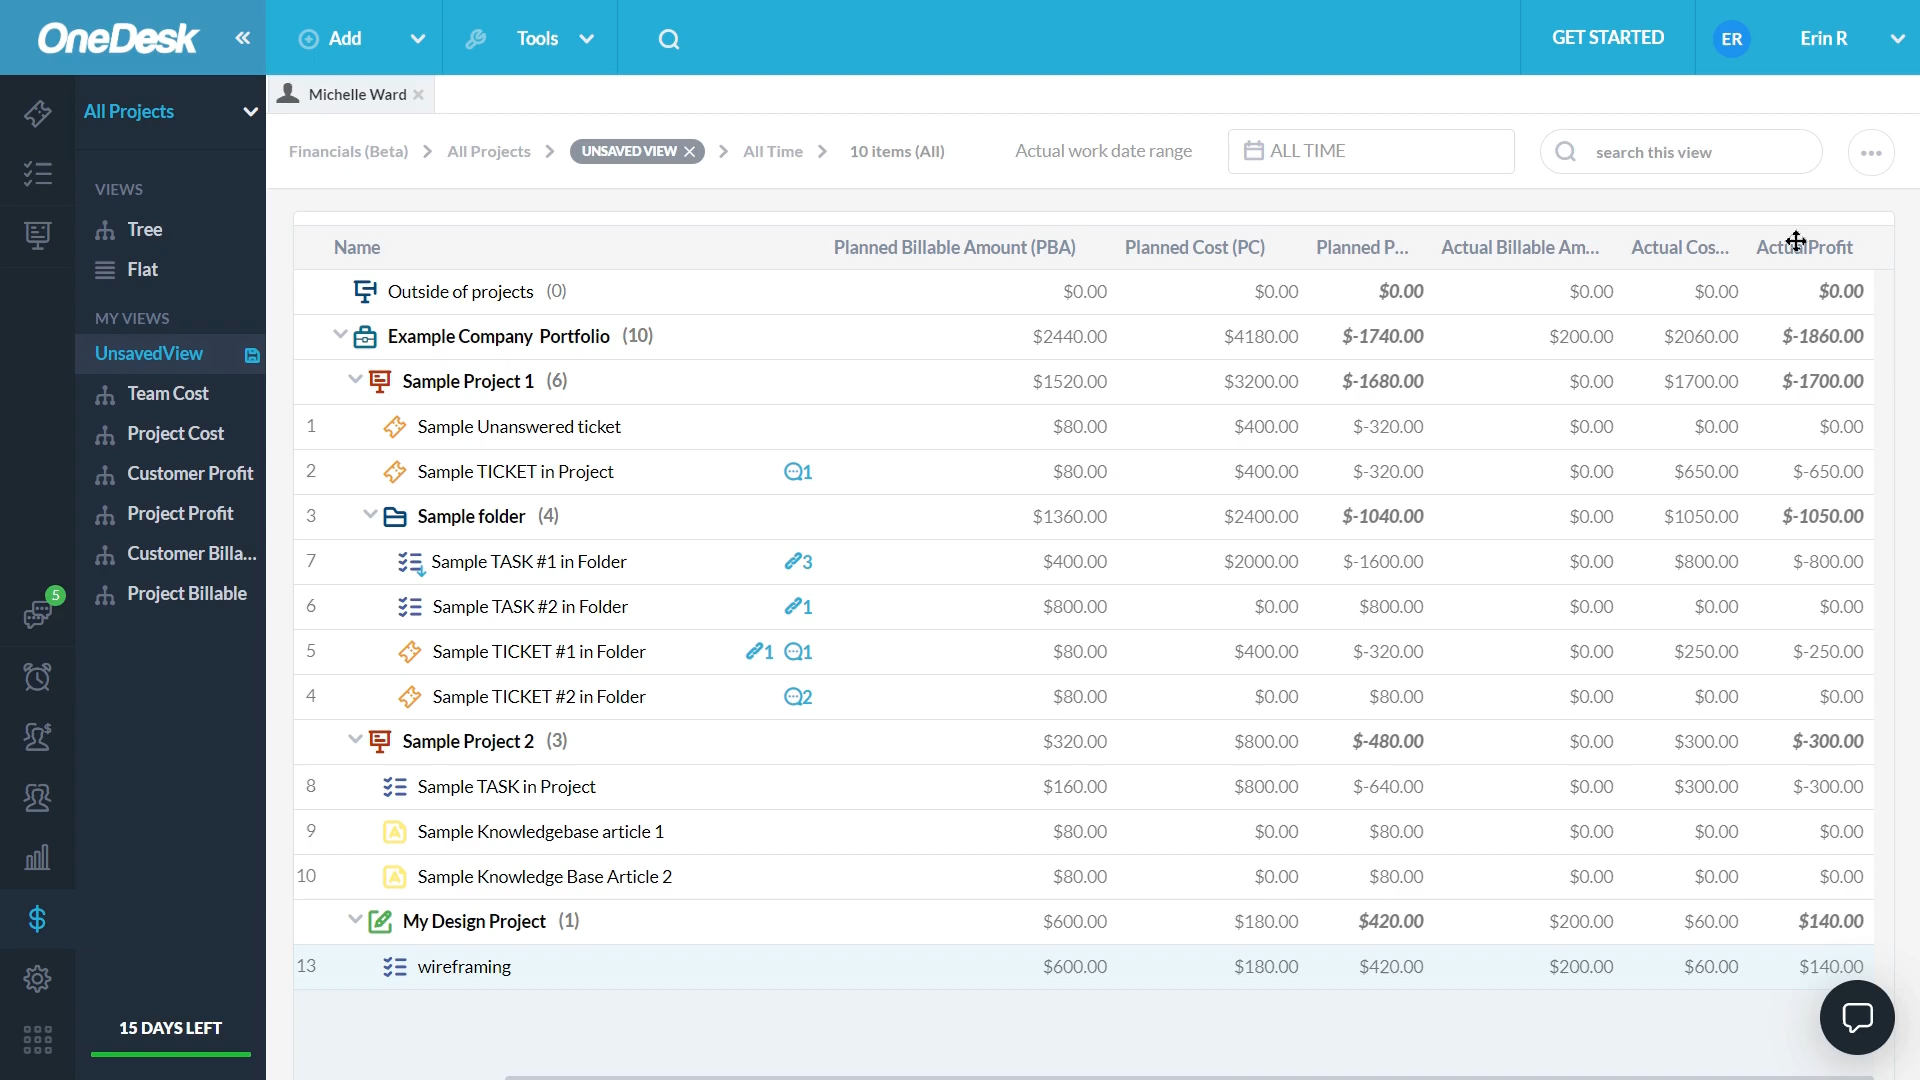 OneDesk « Add Tools GET STARTED ER Erin R
All Projects
VIEWS
Tree
Flat
MY VIEWS
UnsavedView
Team Cost
Project Cost
Customer Profit
Project Profit
Customer Billa...
Project Billable
5
15 DAYS LEFT
Michelle Ward
Financials (Beta) > All Projects > UNSAVED VIEW > All Time > 10 items (All) Actual work date range ALL TIME search this view
Name Planned Billable Amount (PBA) Planned Cost (PC) Planned P... Actual Billable Am... Actual Cos... Actual Profit
Outside of projects (0) $0.00 $0.00 $0.00 $0.00 $0.00 $0.00
Example Company Portfolio (10) $2440.00 $4180.00 $-1740.00 $200.00 $2060.00 $-1860.00
Sample Project 1 (6) $1520.00 $3200.00 $-1680.00 $0.00 $1700.00 $-1700.00
1 Sample Unanswered ticket $80.00 $400.00 $-320.00 $0.00 $0.00 $0.00
2 Sample TICKET in Project 1 $80.00 $400.00 $-320.00 $0.00 $650.00 $-650.00
3 Sample folder (4) $1360.00 $2400.00 $-1040.00 $0.00 $1050.00 $-1050.00
7 Sample TASK #1 in Folder 3 $400.00 $2000.00 $-1600.00 $0.00 $800.00 $-800.00
6 Sample TASK #2 in Folder 1 $800.00 $0.00 $800.00 $0.00 $0.00 $0.00
5 Sample TICKET #1 in Folder 1 1 $80.00 $400.00 $-320.00 $0.00 $250.00 $-250.00
4 Sample TICKET #2 in Folder 2 $80.00 $0.00 $80.00 $0.00 $0.00 $0.00
Sample Project 2 (3) $320.00 $800.00 $-480.00 $0.00 $300.00 $-300.00
8 Sample TASK in Project $160.00 $800.00 $-640.00 $0.00 $300.00 $-300.00
9 Sample Knowledgebase article 1 $80.00 $0.00 $80.00 $0.00 $0.00 $0.00
10 Sample Knowledge Base Article 2 $80.00 $0.00 $80.00 $0.00 $0.00 $0.00
My Design Project (1) $600.00 $180.00 $420.00 $200.00 $60.00 $140.00
13 wireframing $600.00 $180.00 $420.00 $200.00 $60.00 $140.00